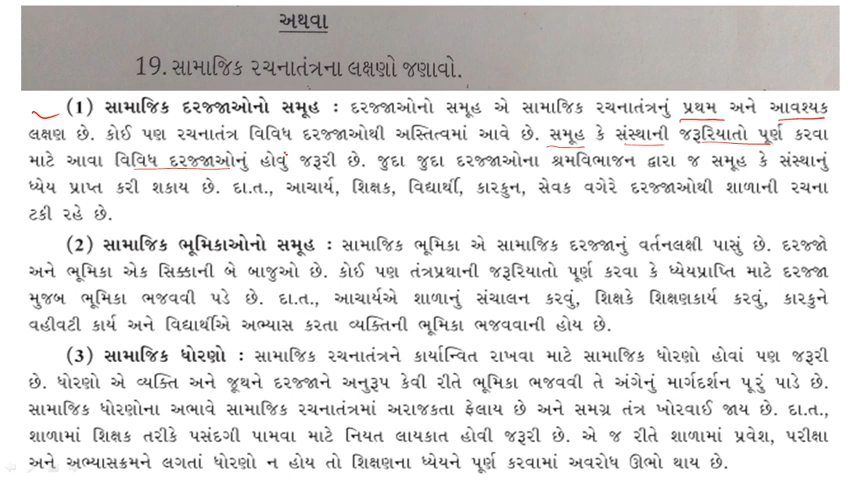 અથવા
19. સામાજિક રચનાતંત્રના લક્ષણો જણાવો.
(1) સામાજિક દરજ્જાઓનો સમૂહ : દરજ્જાઓનો સમૂહ એ સામાજિક રચનાતંત્રનું પ્રથમ અને આવશ્યક
લક્ષણ છે. કોઈ પણ રચનાતંત્ર વિવિધ દરજ્જાઓથી અસ્તિત્વમાં આવે છે. સમૂહ કે સંસ્થાની જરૂરિયાતો પૂર્ણ કરવા
માટે આવા વિવિધ દરજ્જાઓનું હોવું જરૂરી છે. જુદા જુદા દરજ્જાઓના શ્રમવિભાજન દ્વારા જ સમૂહ કે સંસ્થાનું
ધ્યેય પ્રાપ્ત કરી શકાય છે. દા.ત., આચાર્ય, શિક્ષક, વિદ્યાર્થી, કારકુન, સેવક વગેરે દરજ્જાઓથી શાળાની રચના
ટકી રહે છે.
(2) સામાજિક ભૂમિકાઓનો સમૂહ : સામાજિક ભૂમિકા એ સામાજિક દરજ્જાનું વર્તનલક્ષી પાસું છે. દરજ્જો
અને ભૂમિકા એક સિક્કાની બે બાજુઓ છે. કોઈ પણ તંત્રપ્રથાની જરૂરિયાતો પૂર્ણ કરવા કે ધ્યેયપ્રાપ્તિ માટે દરજ્જા
મુજબ ભૂમિકા ભજવવી પડે છે. દા.ત., આચાર્યએ શાળાનું સંચાલન કરવું, શિક્ષકે શિક્ષણકાર્ય કરવું, કારકુને
વહીવટી કાર્ય અને વિદ્યાર્થીએ અભ્યાસ કરતા વ્યક્તિની ભૂમિકા ભજવવાની હોય છે.
(3) સામાજિક ધોરણો : સામાજિક રચનાતંત્રને કાર્યાન્વિત રાખવા માટે સામાજિક ધોરણો હોવાં પણ જરૂરી
છે. ધોરણો એ વ્યક્તિ અને જૂથને દરજ્જાને અનુરૂપ કેવી રીતે ભૂમિકા ભજવવી તે અંગેનું માર્ગદર્શન પૂરું પાડે છે.
સામાજિક ધોરણોના અભાવે સામાજિક રચનાતંત્રમાં અરાજકતા ફેલાય છે અને સમગ્ર તંત્ર ખોરવાઈ જાય છે. દા.ત.,
શાળામાં શિક્ષક તરીકે પસંદગી પામવા માટે નિયત લાયકાત હોવી જરૂરી છે. એ જ રીતે શાળામાં પ્રવેશ, પરીક્ષા
અને અભ્યાસક્રમને લગતાં ધોરણો ન હોય તો શિક્ષણના ધ્યેયને પૂર્ણ કરવામાં અવરોધ ઊભો થાય છે.